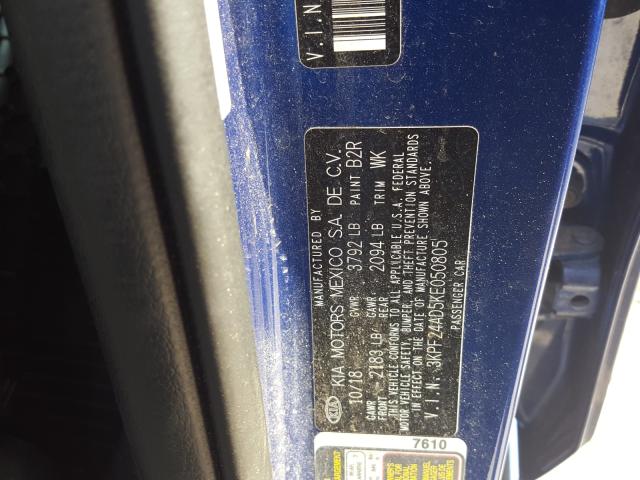 V.I.N
MANUFACTURED BY
KIA KIA MOTORS MEXICO S.A. DE C.V.
10/18 GVWR 3792 LB PAINT B2R
GAWR FRONT 2183 LB GAWR REAR 2094 LB TRIM WK
THIS VEHICLE CONFORMS TO ALL APPLICABLE U.S.A. FEDERAL
MOTOR VEHICLE SAFETY, BUMPER, AND THEFT PREVENTION STANDARDS
IN EFFECT ON THE DATE OF MANUFACTURE SHOWN ABOVE.
V.I.N: 3KPF24AD5KE050805
PASSENGER CAR
7610